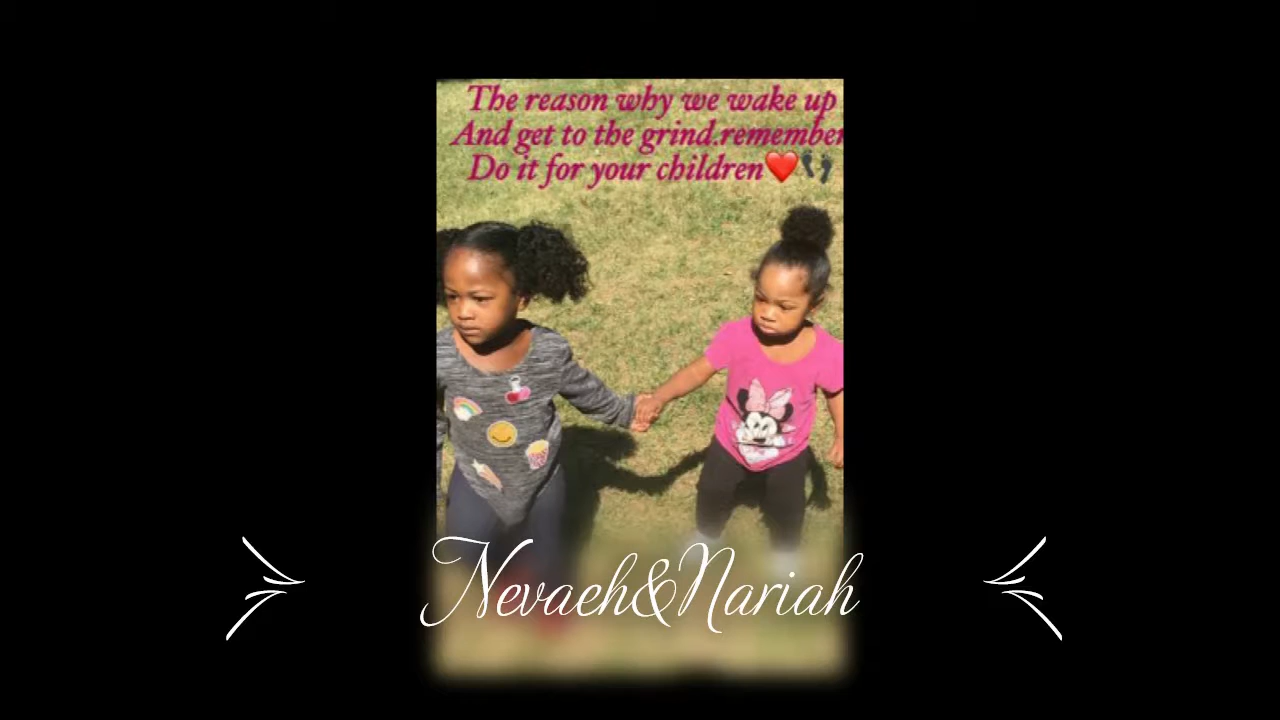 The reason why we wake up
And get to the grind.remember
Do it for your children❤️👣
Nevaeh&Nariah